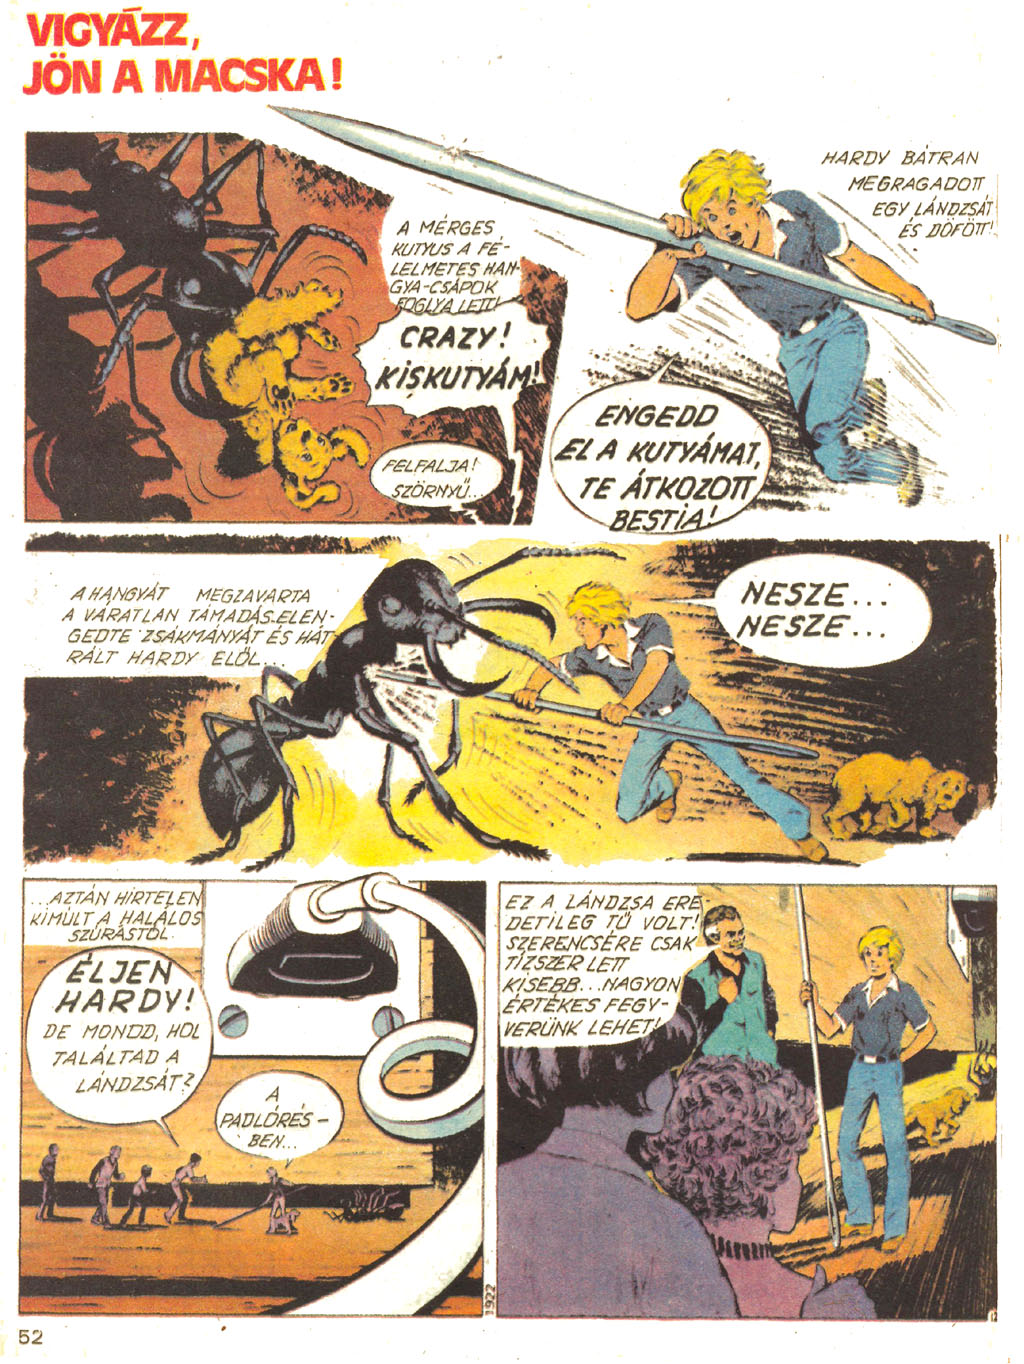 VIGYÁZZ,
JÖN A MACSKA!
A MÉRGES
KUTYUS A FÉ-
LELMETES HAN-
GYA-CSÁPOK
FOGLYA LETT!
CRAZY!
KISKUTYÁM!
FELFALJA!
SZÖRNYŰ...
HARDY BÁTRAN
MEGRAGADOTT
EGY LÁNDZSÁT
ÉS DÖFÖTT!
ENGEDD
EL A KUTYÁMAT,
TE ÁTKOZOTT
BESTIA!
A HANGYÁT MEGZAVARTA
A VÁRATLAN TÁMADÁS.ELEN-
GEDTE ZSÁKMÁNYÁT ÉS HÁT-
RÁLT HARDY ELŐL...
NESZE...
NESZE...
...AZTÁN HIRTELEN
KIMÚLT A HALÁLOS
SZÚRÁSTÓL.
ÉLJEN
HARDY!
DE MONDD, HOL
TALÁLTAD A
LÁNDZSÁT?
A
PADLÓRÉS-
BEN...
EZ A LÁNDZSA ERE-
DETILEG TŰ VOLT!
SZERENCSÉRE CSAK
TÍZSZER LETT
KISEBB...NAGYON
ÉRTÉKES FEGY-
VERÜNK LEHET!
1922
52